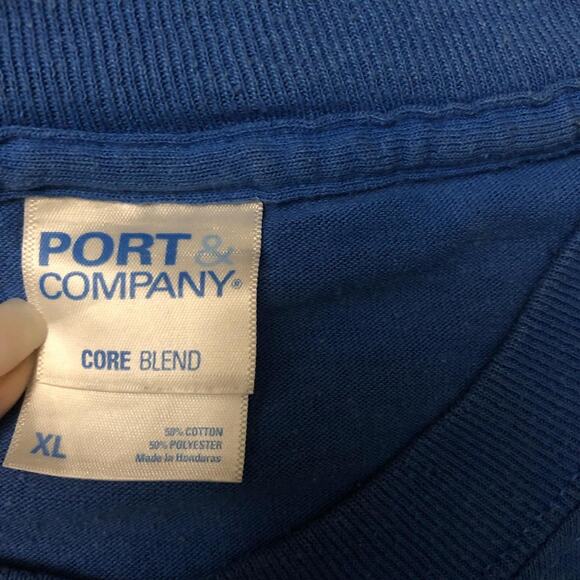 PORT &
COMPANY®
CORE BLEND
XL
50% COTTON
50% POLYESTER
Made in Honduras